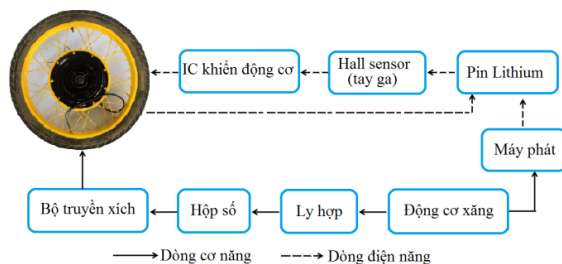 IC khiển động cơ
Hall sensor
(tay ga)
Pin Lithium
Máy phát
Bộ truyền xích
Hộp số
Ly hợp
Động cơ xăng
Dòng cơ năng
Dòng điện năng